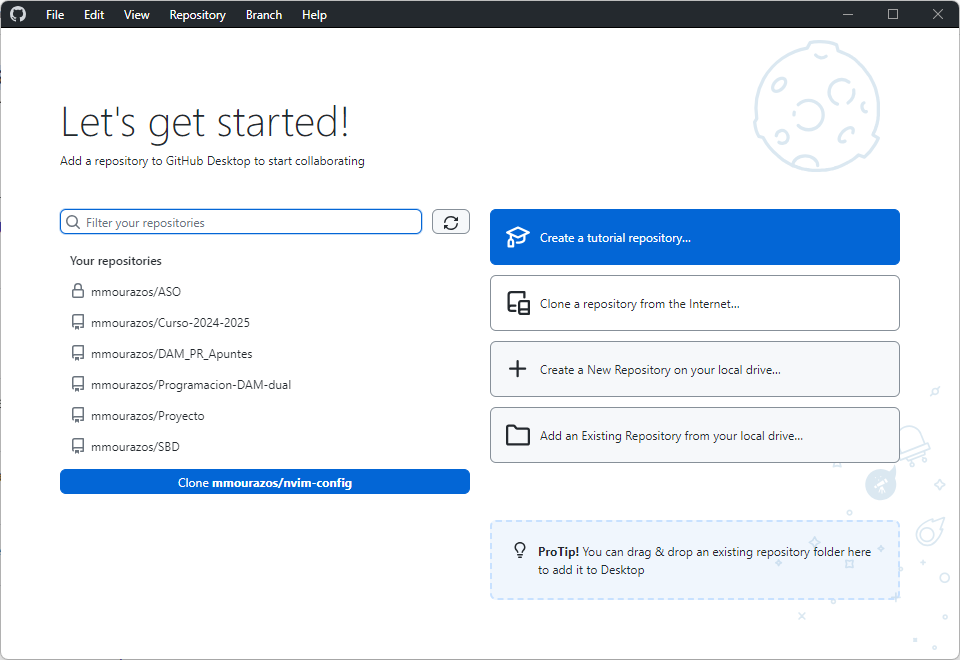 File Edit View Repository Branch Help
Let's get started!
Add a repository to GitHub Desktop to start collaborating
Filter your repositories
Your repositories
mmourazos/ASO
mmourazos/Curso-2024-2025
mmourazos/DAM_PR_Apuntes
mmourazos/Programacion-DAM-dual
mmourazos/Proyecto
mmourazos/SBD
Clone mmourazos/nvim-config
Create a tutorial repository...
Clone a repository from the Internet...
Create a New Repository on your local drive...
Add an Existing Repository from your local drive...
ProTip! You can drag & drop an existing repository folder here
to add it to Desktop